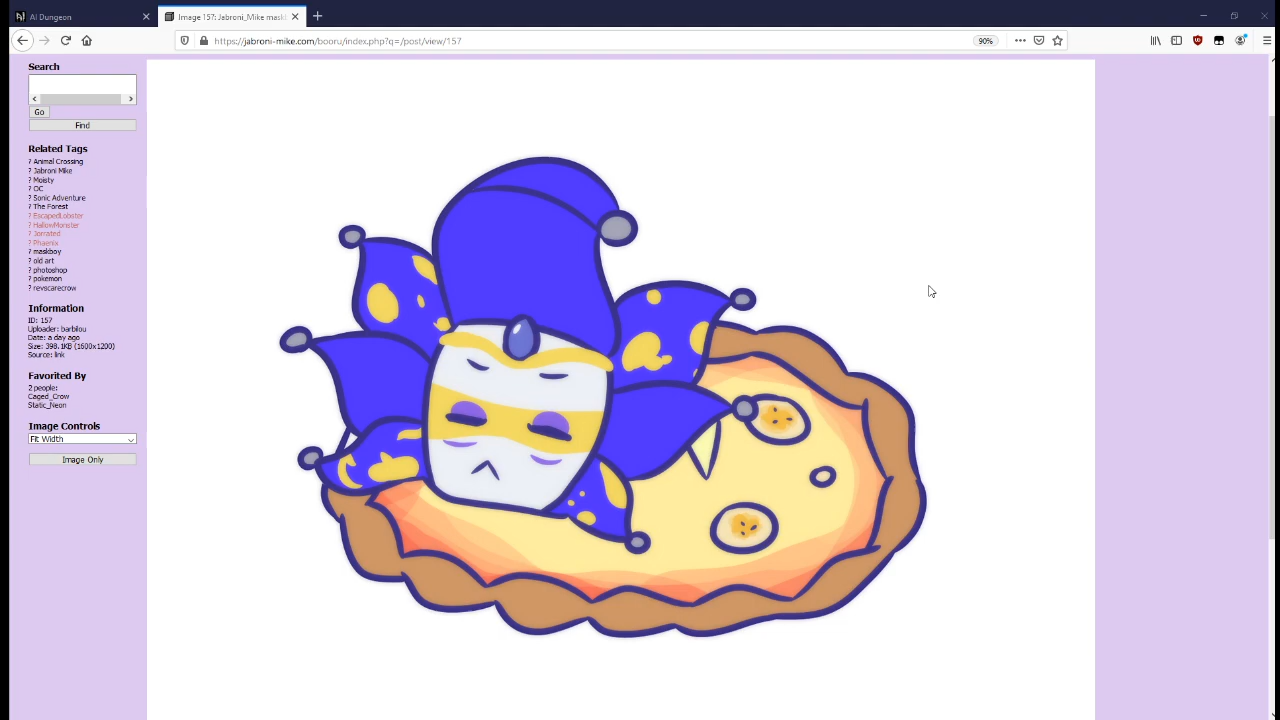 AI Dungeon
Image 157: Jabroni_Mike mask
https://jabroni-mike.com/booru/index.php?q=/post/view/157
90%
Search
Go
Find
Related Tags
? Animal Crossing
? Jabroni Mike
? Moisty
? OC
? Sonic Adventure
? The Forest
? EscapedLobster
? HallowMonster
? Jorrated
? Phaenix
? maskboy
? old art
? photoshop
? pokemon
? revscarecrow
Information
ID: 157
Uploader: barbilou
Date: a day ago
Size: 398.1KB (1600x1200)
Source: link
Favorited By
2 people:
Caged_Crow
Static_Neon
Image Controls
Fit Width
Image Only